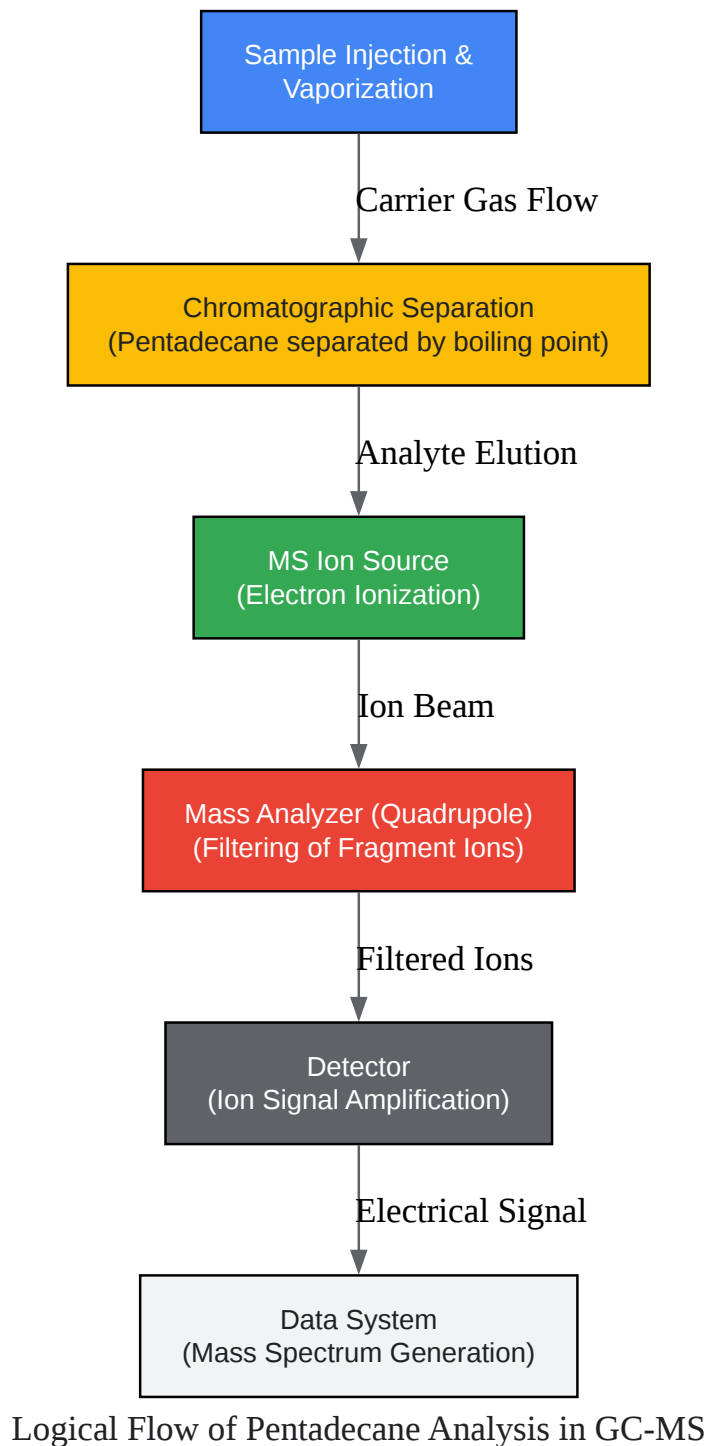 Sample Injection &
Vaporization
Carrier Gas Flow
Chromatographic Separation
(Pentadecane separated by boiling point)
Analyte Elution
MS Ion Source
(Electron Ionization)
Ion Beam
Mass Analyzer (Quadrupole)
(Filtering of Fragment Ions)
Filtered Ions
Detector
(Ion Signal Amplification)
Electrical Signal
Data System
(Mass Spectrum Generation)
Logical Flow of Pentadecane Analysis in GC-MS